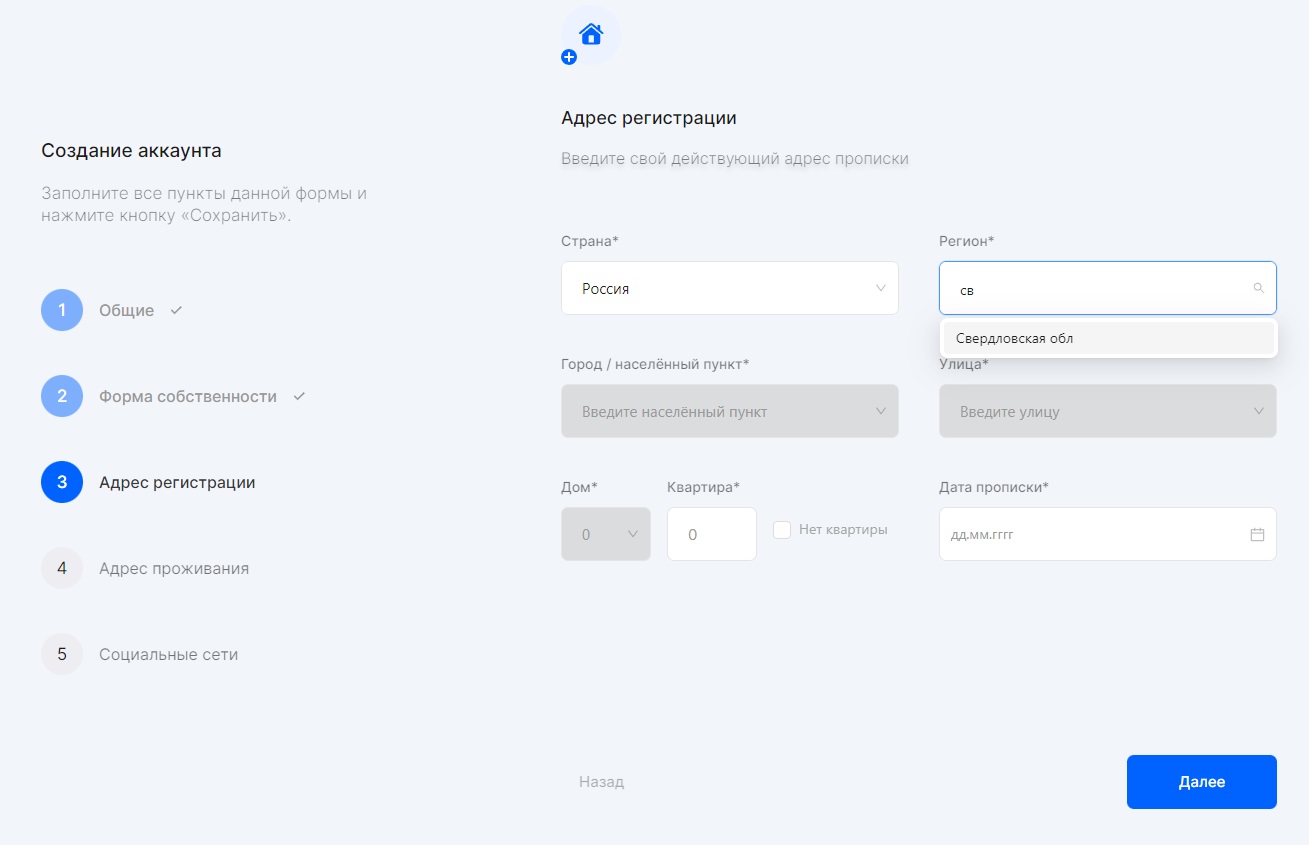 Создание аккаунта
Заполните все пункты данной формы и
нажмите кнопку «Сохранить».
1 Общие
2 Форма собственности
3 Адрес регистрации
4 Адрес проживания
5 Социальные сети
Адрес регистрации
Введите свой действующий адрес прописки
Страна*
Регион*
Россия
св
Свердловская обл
Город / населённый пункт*
Улица*
Введите населённый пункт
Введите улицу
Дом*
Квартира*
Дата прописки*
0
0
Нет квартиры
дд.мм.гггг
Назад
Далее